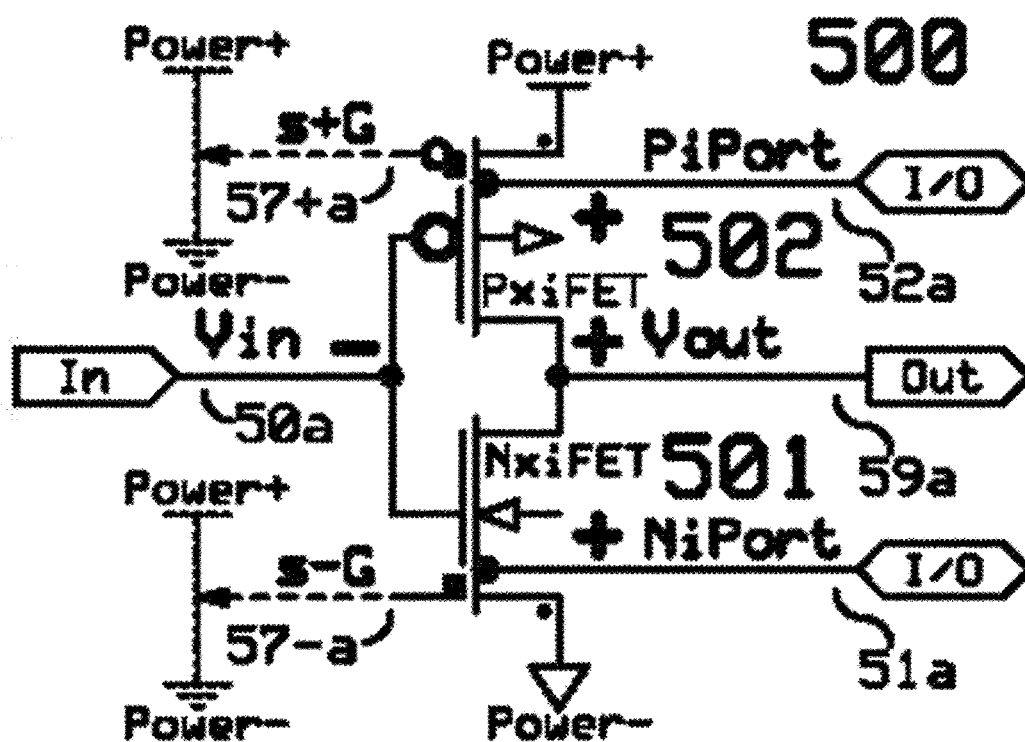 Power+
Power+
500
s+G
PiPort
I/O
57+a
+
502
52a
Power-
PxiFET
Vin -
+ Vout
In
Out
50a
NxiFET
501
59a
Power+
+ NiPort
s-G
I/O
57-a
51a
Power-
Power-